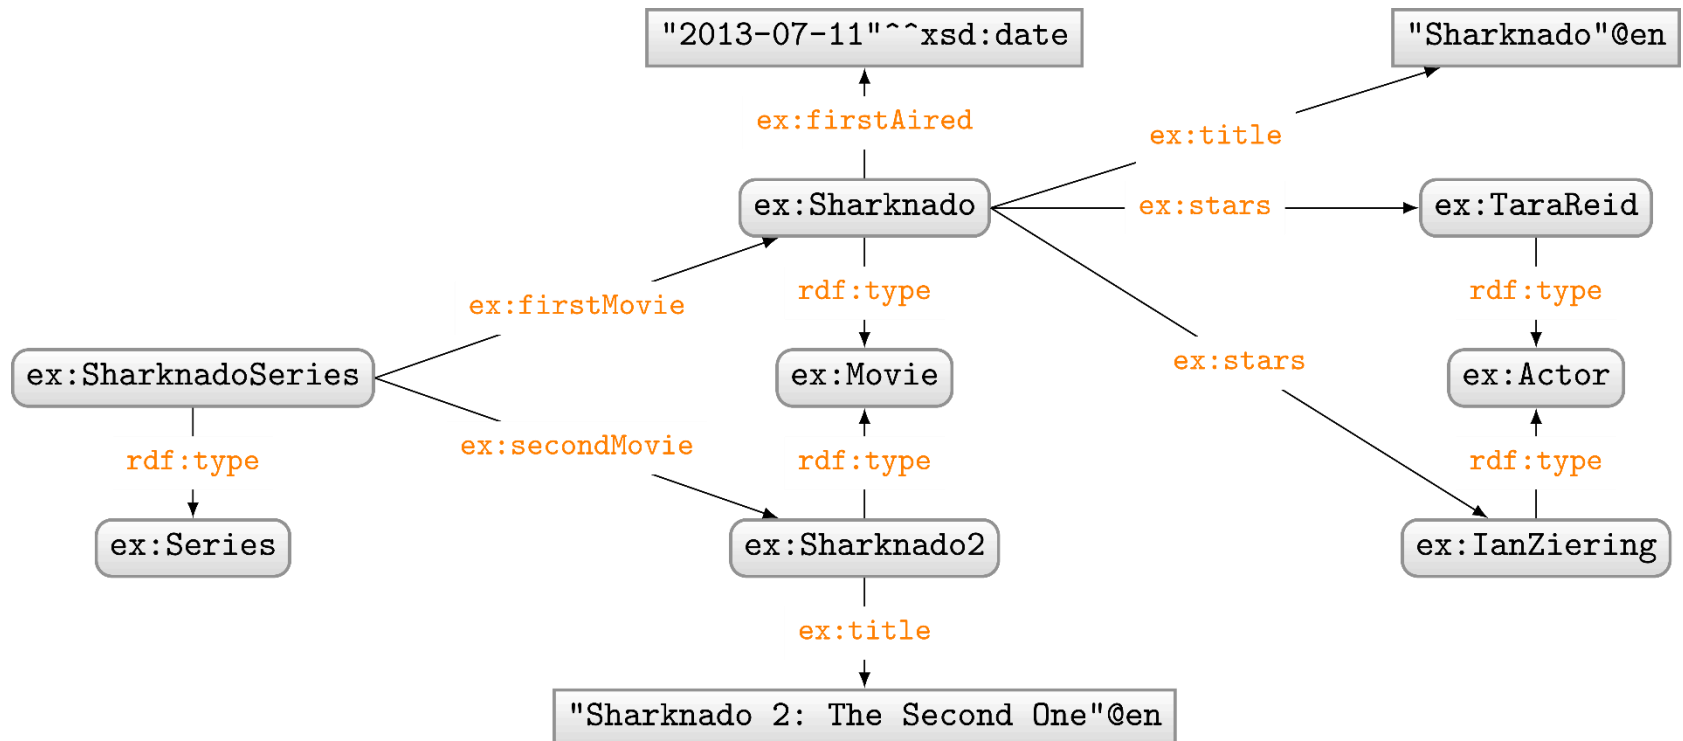 "2013-07-11"^^xsd:date
"Sharknado"@en
ex:firstAired
ex:title
ex:Sharknado
ex:stars
ex:TaraReid
ex:firstMovie
rdf:type
rdf:type
ex:stars
ex:SharknadoSeries
ex:Movie
ex:Actor
ex:secondMovie
rdf:type
rdf:type
rdf:type
ex:Series
ex:Sharknado2
ex:IanZiering
ex:title
"Sharknado 2: The Second One"@en